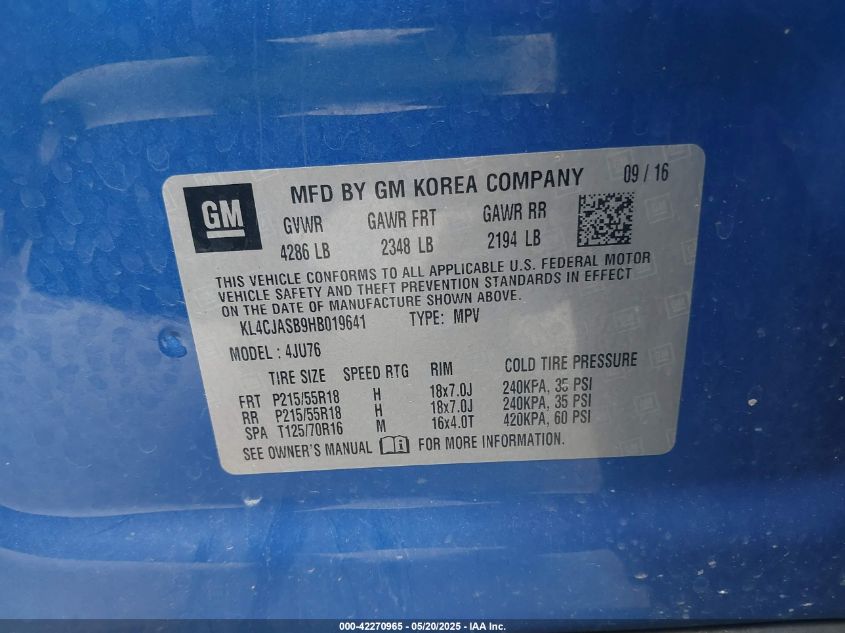 GM
MFD BY GM KOREA COMPANY 09 / 16
GVWR GAWR FRT GAWR RR
4286 LB 2348 LB 2194 LB
THIS VEHICLE CONFORMS TO ALL APPLICABLE U.S. FEDERAL MOTOR
VEHICLE SAFETY AND THEFT PREVENTION STANDARDS IN EFFECT
ON THE DATE OF MANUFACTURE SHOWN ABOVE.
KL4CJASB9HB019641 TYPE: MPV
MODEL: 4JU76
TIRE SIZE SPEED RTG RIM COLD TIRE PRESSURE
FRT P215/55R18 H 18x7.0J 240KPA, 35 PSI
RR P215/55R18 H 18x7.0J 240KPA, 35 PSI
SPA T125/70R16 M 16x4.0T 420KPA, 60 PSI
SEE OWNER'S MANUAL FOR MORE INFORMATION.
000-42270965 - 05/20/2025 - IAA Inc.